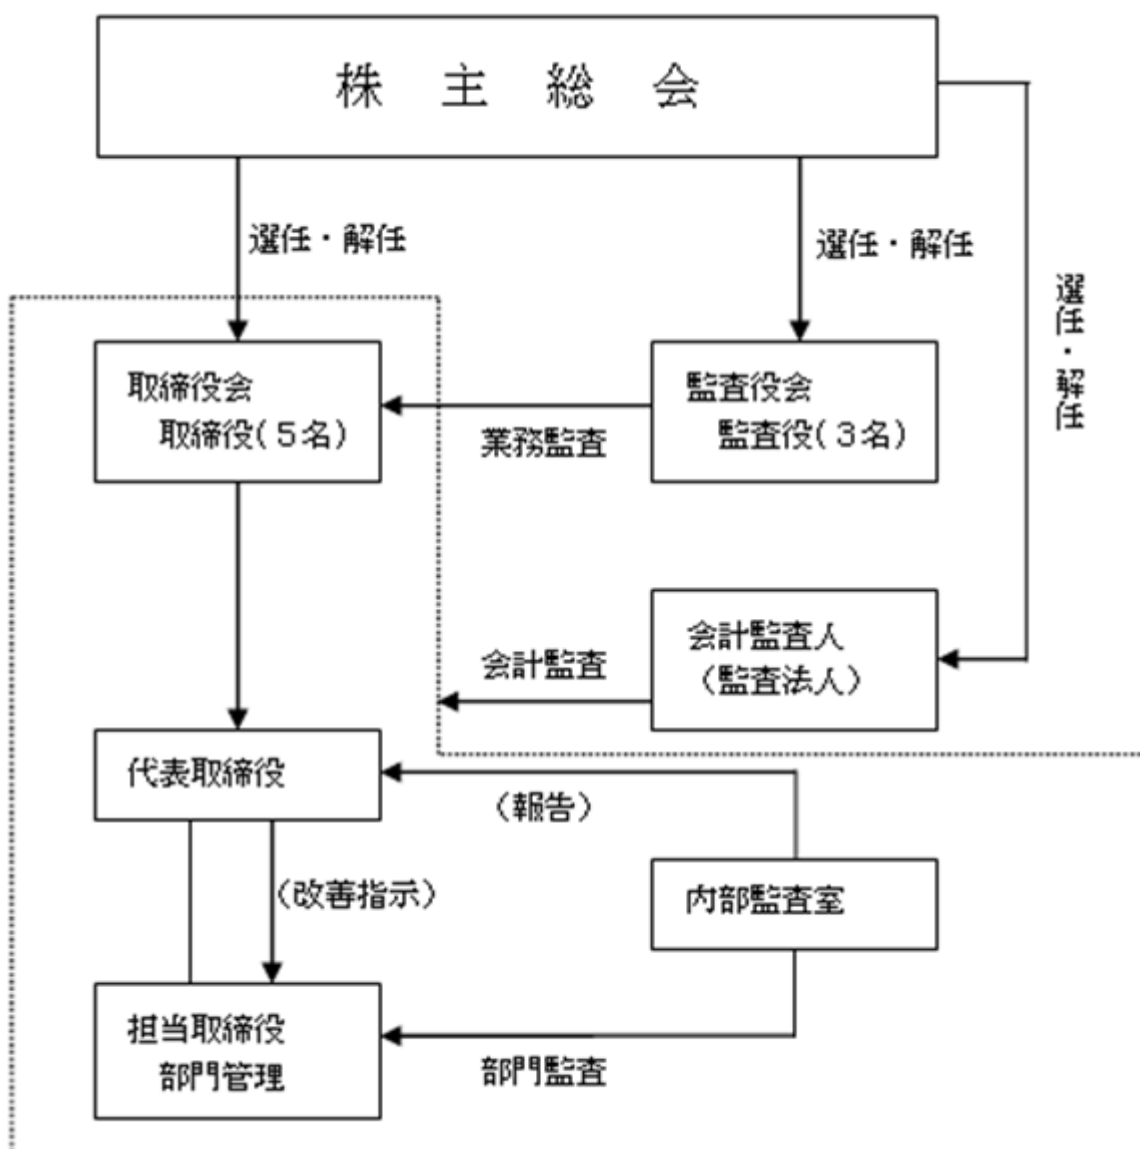 株主総会
選任・解任
選任・解任
選任・解任
取締役会
取締役(5名)
業務監査
監査役会
監査役(3名)
会計監査
会計監査人
(監査法人)
代表取締役
(報告)
(改善指示)
内部監査室
担当取締役
部門管理
部門監査